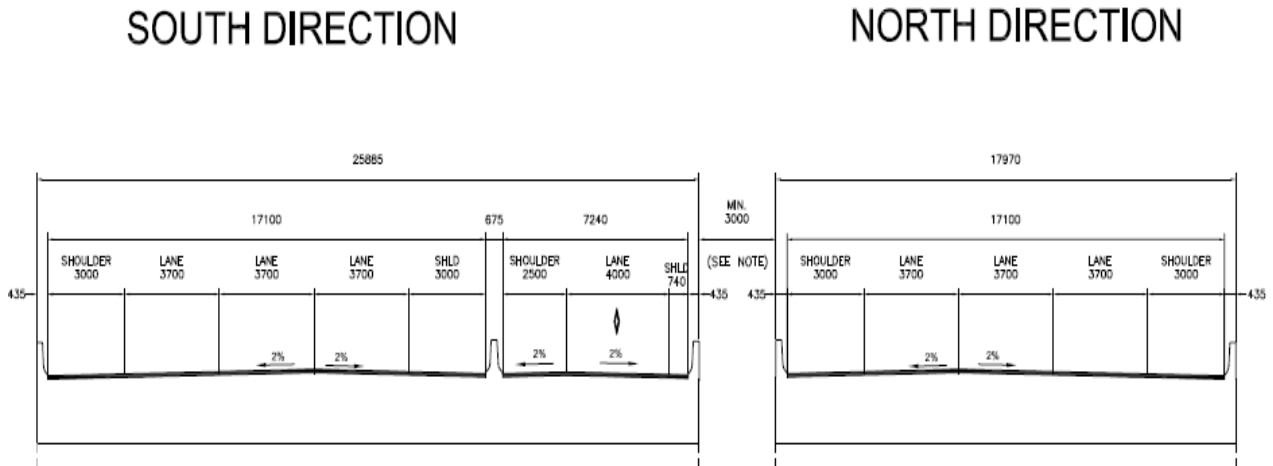 SOUTH DIRECTION
NORTH DIRECTION
25885
17970
17100
675
7240
MIN.
3000
17100
SHOULDER
3000
LANE
3700
LANE
3700
LANE
3700
SHLD
3000
SHOULDER
2500
LANE
4000
SHLD
740
(SEE NOTE)
SHOULDER
3000
LANE
3700
LANE
3700
LANE
3700
SHOULDER
3000
435
435
435
435
2%
2%
2%
2%
2%
2%